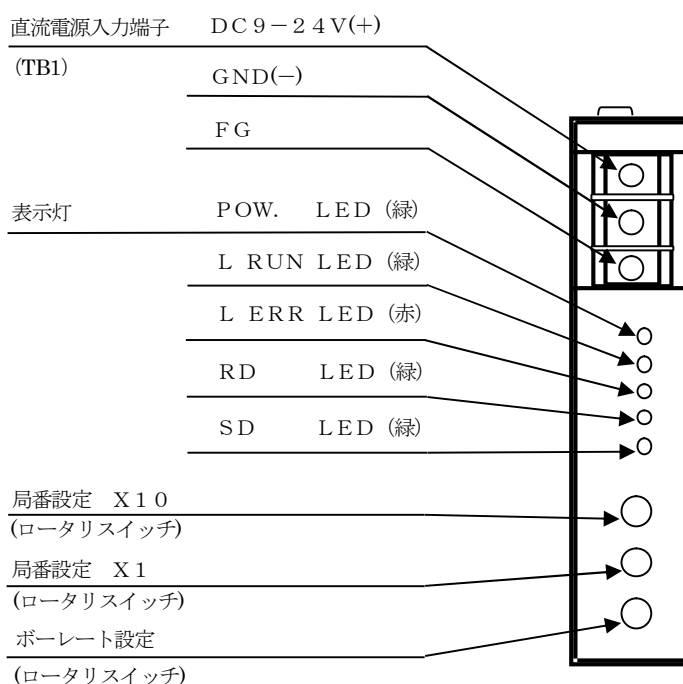 直流電源入力端子　ＤＣ９－２４Ｖ(+)
(TB1)
ＧＮＤ(−)
ＦＧ
表示灯　ＰＯＷ.　ＬＥＤ（緑）
Ｌ ＲＵＮ ＬＥＤ（緑）
Ｌ ＥＲＲ ＬＥＤ（赤）
ＲＤ　ＬＥＤ（緑）
ＳＤ　ＬＥＤ（緑）
局番設定　Ｘ１０
(ロータリスイッチ)
局番設定　Ｘ１
(ロータリスイッチ)
ボーレート設定
(ロータリスイッチ)